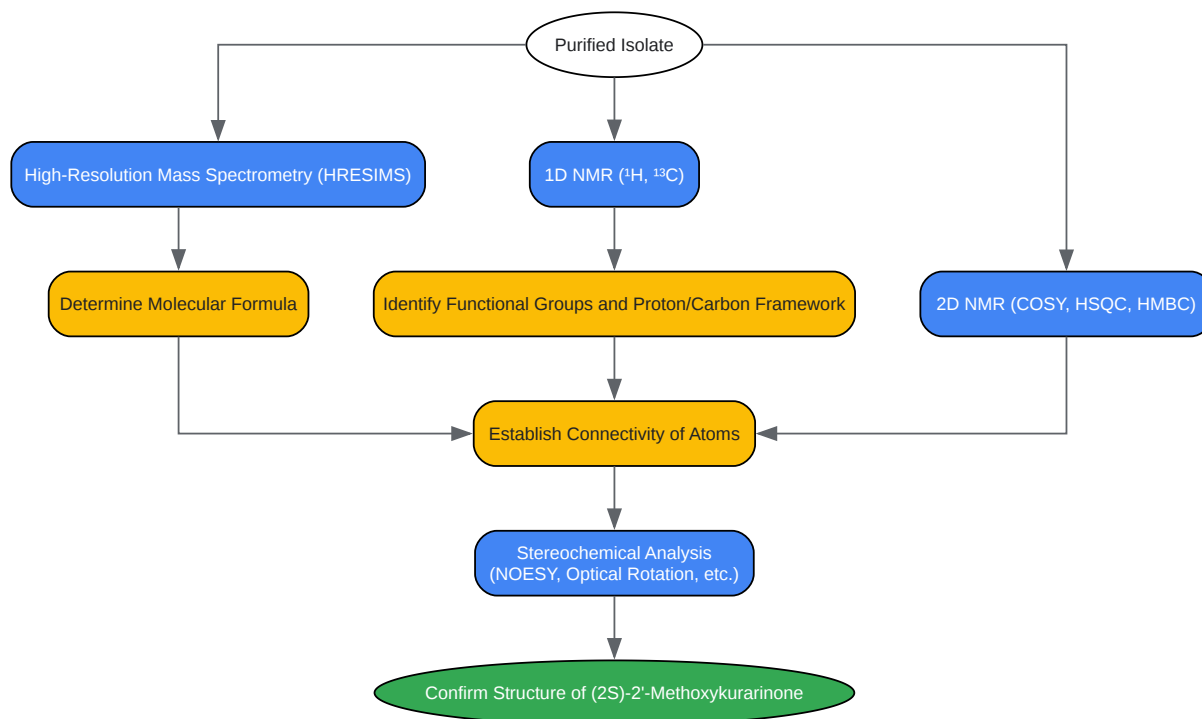 Purified Isolate
High-Resolution Mass Spectrometry (HRESIMS)
1D NMR (¹H, ¹³C)
Determine Molecular Formula
Identify Functional Groups and Proton/Carbon Framework
2D NMR (COSY, HSQC, HMBC)
Establish Connectivity of Atoms
Stereochemical Analysis
(NOESY, Optical Rotation, etc.)
Confirm Structure of (2S)-2'-Methoxykurarinone